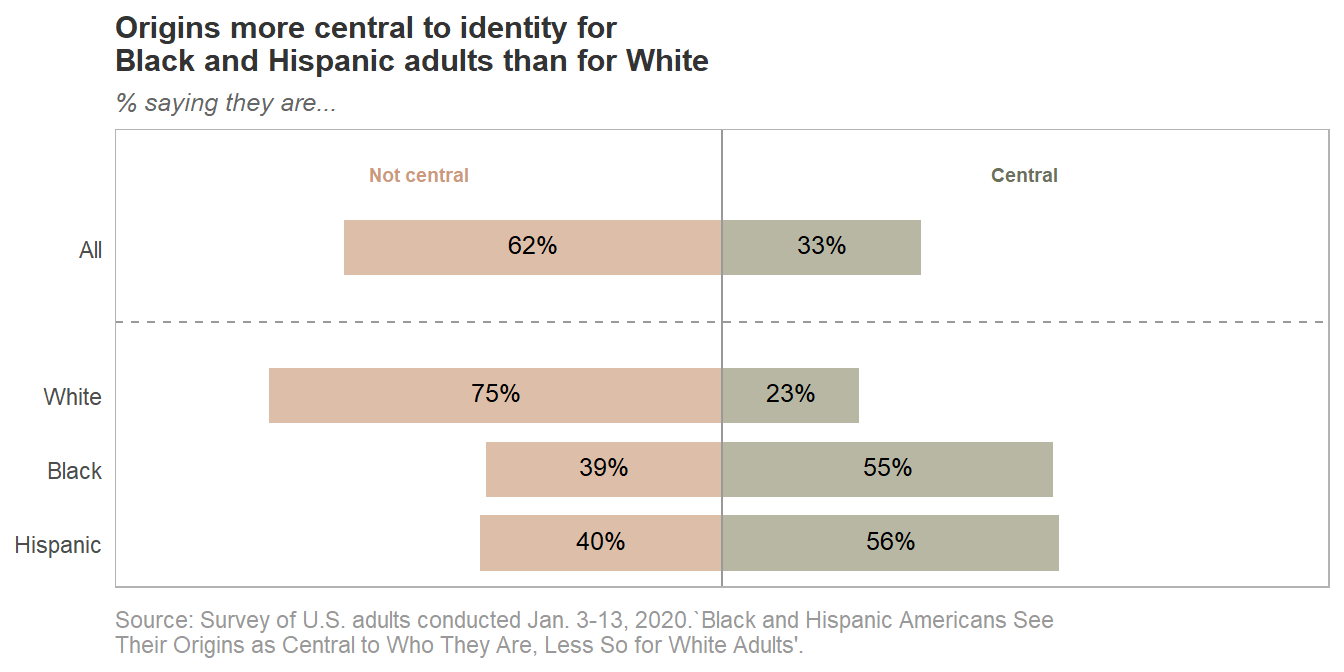 Origins more central to identity for
Black and Hispanic adults than for White
% saying they are...
Not central
Central
All
62%
33%
White
75%
23%
Black
39%
55%
Hispanic
40%
56%
Source: Survey of U.S. adults conducted Jan. 3-13, 2020.`Black and Hispanic Americans See
Their Origins as Central to Who They Are, Less So for White Adults'.